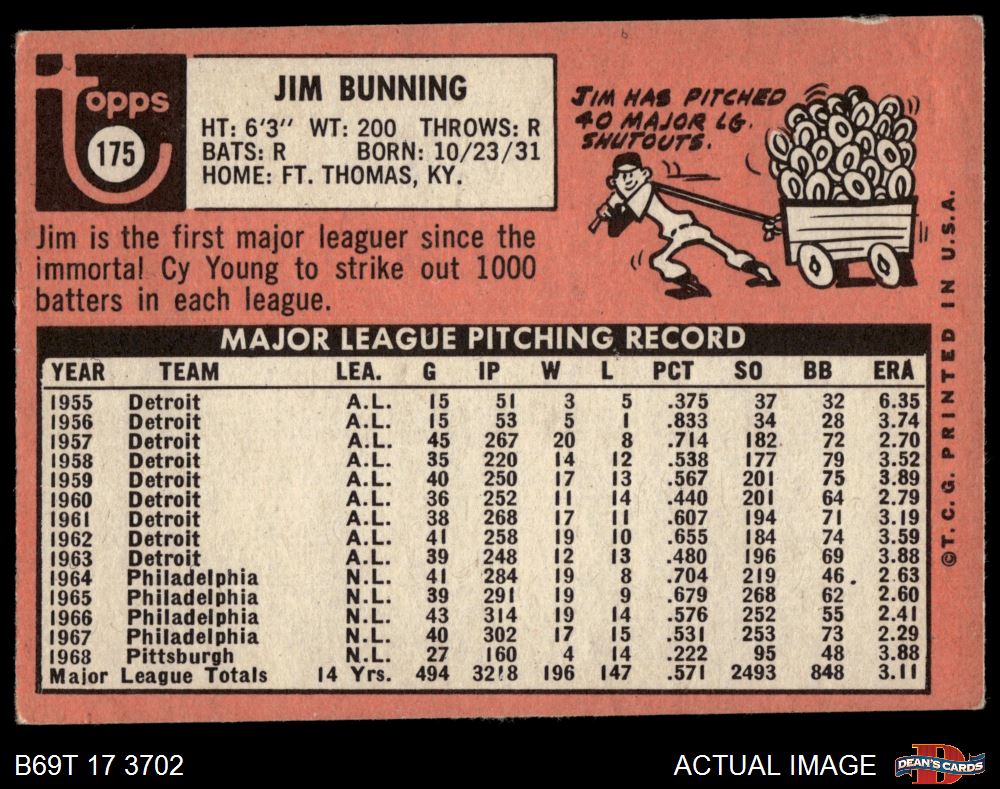 Topps
175
JIM BUNNING
HT: 6'3" WT: 200 THROWS: R
BATS: R BORN: 10/23/31
HOME: FT. THOMAS, KY.
JIM HAS PITCHED
40 MAJOR LG.
SHUTOUTS.
Jim is the first major leaguer since the
immortal Cy Young to strike out 1000
batters in each league.
MAJOR LEAGUE PITCHING RECORD
YEAR TEAM LEA. G IP W L PCT SO BB ERA
1955 Detroit A.L. 15 51 3 5 .375 37 32 6.35
1956 Detroit A.L. 15 53 5 1 .833 34 28 3.74
1957 Detroit A.L. 45 267 20 8 .714 182 72 2.70
1958 Detroit A.L. 35 220 14 12 .538 177 79 3.52
1959 Detroit A.L. 40 250 17 13 .567 201 75 3.89
1960 Detroit A.L. 36 252 11 14 .440 201 64 2.79
1961 Detroit A.L. 38 268 17 11 .607 194 71 3.19
1962 Detroit A.L. 41 258 19 10 .655 184 74 3.59
1963 Detroit A.L. 39 248 12 13 .480 196 69 3.88
1964 Philadelphia N.L. 41 284 19 8 .704 219 46 2.63
1965 Philadelphia N.L. 39 291 19 9 .679 268 62 2.60
1966 Philadelphia N.L. 43 314 19 14 .576 252 55 2.41
1967 Philadelphia N.L. 40 302 17 15 .531 253 73 2.29
1968 Pittsburgh N.L. 27 160 4 14 .222 95 48 3.88
Major League Totals 14 Yrs. 494 3218 196 147 .571 2493 848 3.11
©T.C.G. PRINTED IN U.S.A.
B69T 17 3702
ACTUAL IMAGE
DEAN'S CARDS